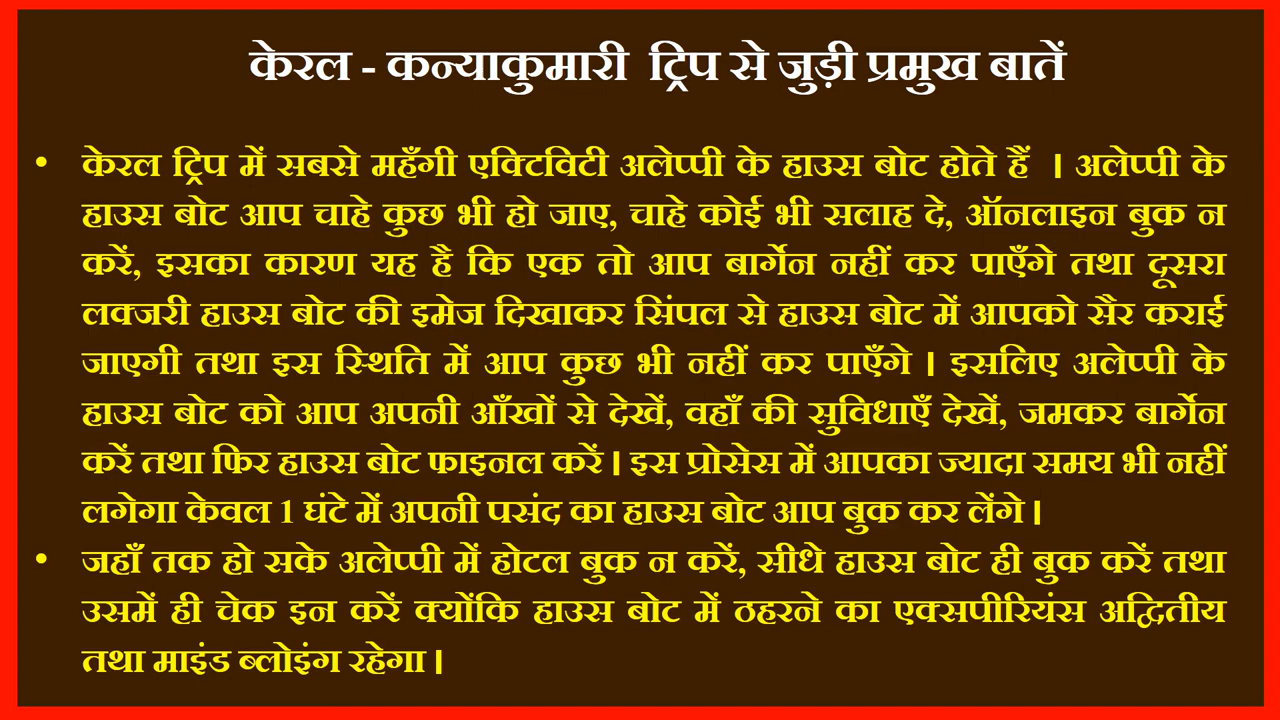 केरल - कन्याकुमारी ट्रिप से जुड़ी प्रमुख बातें
• केरल ट्रिप में सबसे महँगी एक्टिविटी अलेप्पी के हाउस बोट होते हैं । अलेप्पी के
हाउस बोट आप चाहे कुछ भी हो जाए, चाहे कोई भी सलाह दे, ऑनलाइन बुक न
करें, इसका कारण यह है कि एक तो आप बार्गेन नहीं कर पाएँगे तथा दूसरा
लक्जरी हाउस बोट की इमेज दिखाकर सिंपल से हाउस बोट में आपको सैर कराई
जाएगी तथा इस स्थिति में आप कुछ भी नहीं कर पाएँगे । इसलिए अलेप्पी के
हाउस बोट को आप अपनी आँखों से देखें, वहाँ की सुविधाएँ देखें, जमकर बार्गेन
करें तथा फिर हाउस बोट फाइनल करें । इस प्रोसेस में आपका ज्यादा समय भी नहीं
लगेगा केवल 1 घंटे में अपनी पसंद का हाउस बोट आप बुक कर लेंगे ।
• जहाँ तक हो सके अलेप्पी में होटल बुक न करें, सीधे हाउस बोट ही बुक करें तथा
उसमें ही चेक इन करें क्योंकि हाउस बोट में ठहरने का एक्सपीरियंस अद्वितीय
तथा माइंड ब्लोइंग रहेगा ।